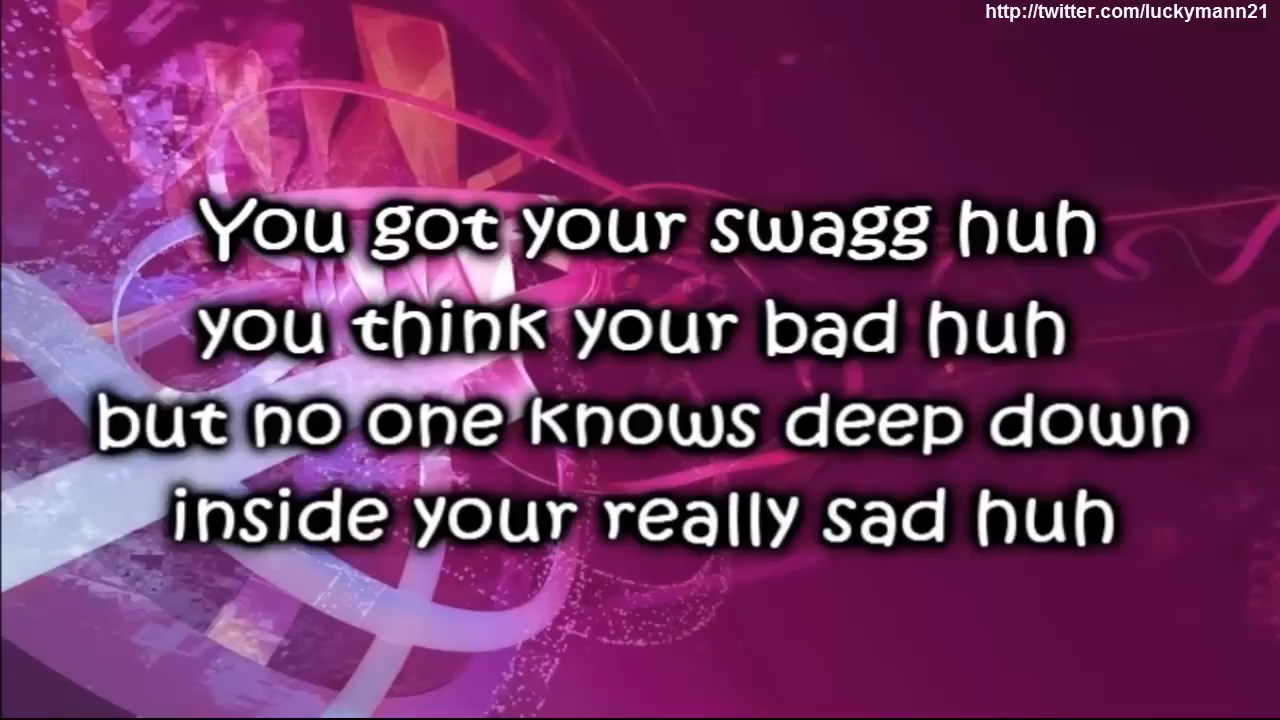 http://twitter.com/luckymann21
You got your swagg huh
you think your bad huh
but no one knows deep down
inside your really sad huh